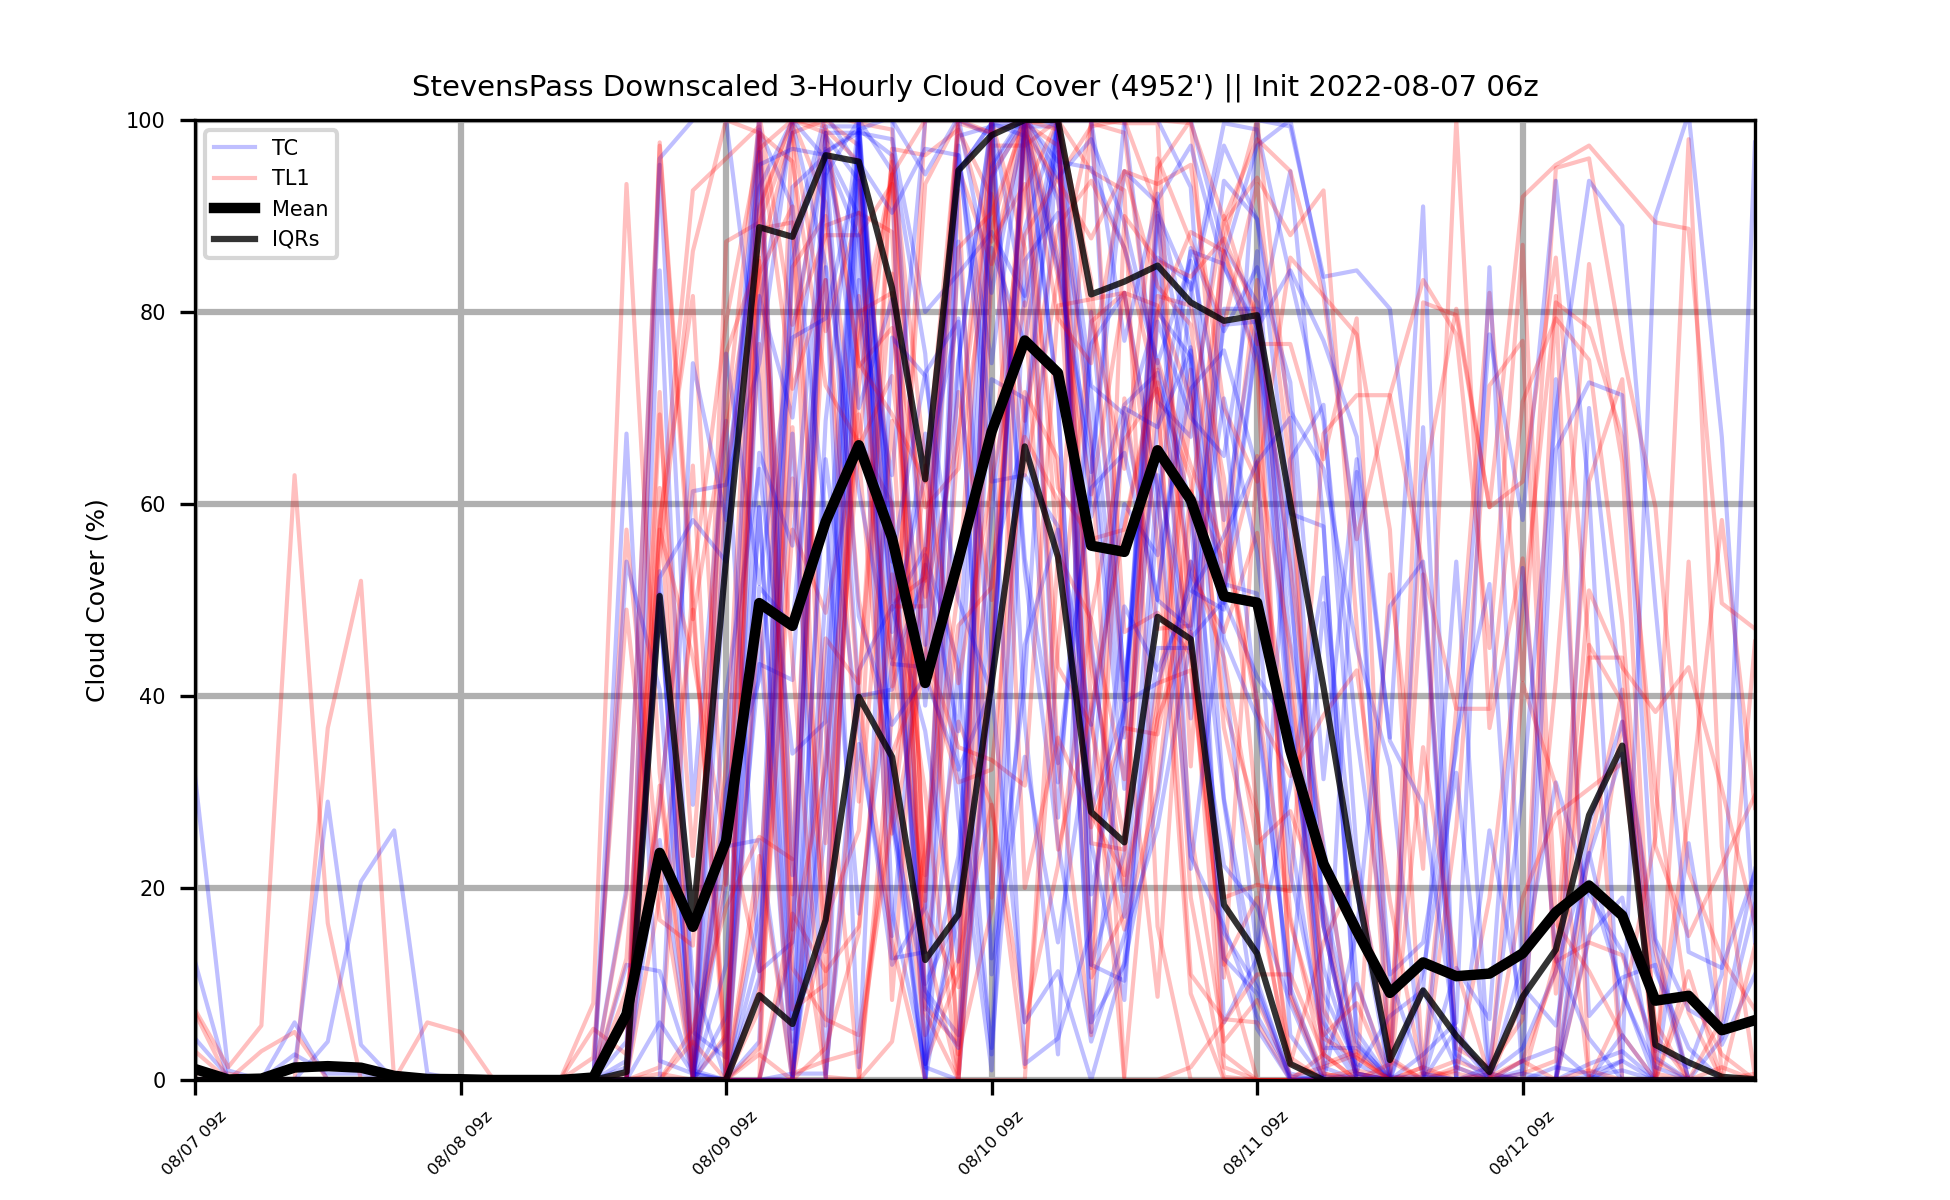 StevensPass Downscaled 3-Hourly Cloud Cover (4952') || Init 2022-08-07 06z
Cloud Cover (%)
100
80
60
40
20
0
TC
TL1
Mean
IQRs
08/07 09z
08/08 09z
08/09 09z
08/10 09z
08/11 09z
08/12 09z